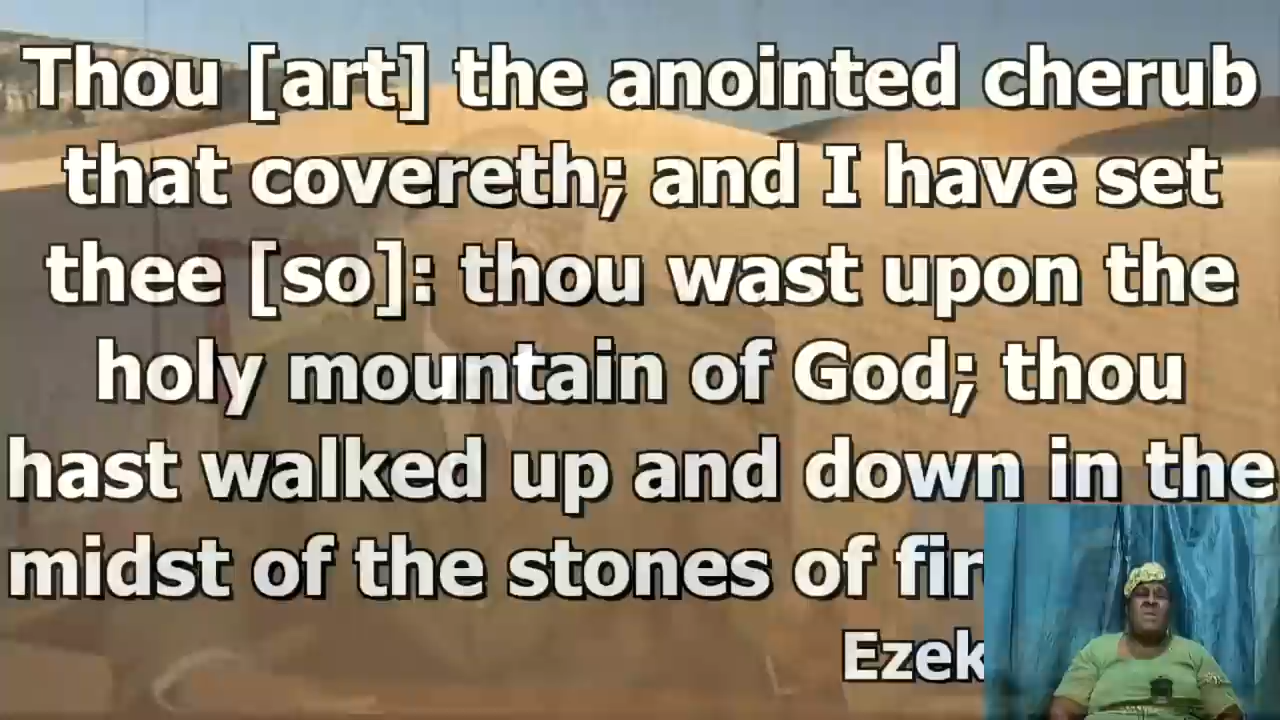 Thou [art] the anointed cherub
that covereth; and I have set
thee [so]: thou wast upon the
holy mountain of God; thou
hast walked up and down in the
midst of the stones of fir
Ezek